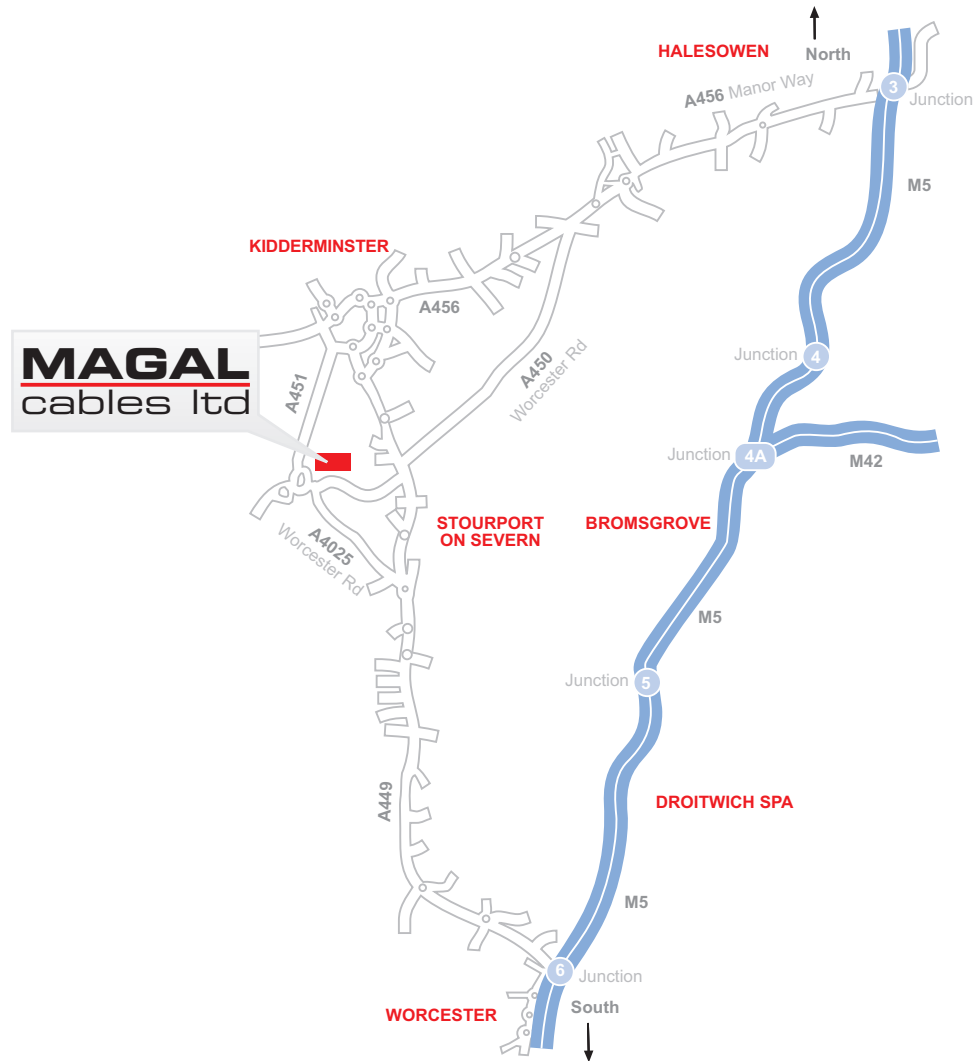 HALESOWEN
North
A456 Manor Way
3
Junction
M5
KIDDERMINSTER
A456
MAGAL
cables ltd
A451
A450
Worcester Rd
Junction
4
Junction
4A
M42
STOURPORT
ON SEVERN
BROMSGROVE
A4025
Worcester Rd
M5
Junction
5
A449
DROITWICH SPA
M5
6
Junction
WORCESTER
South